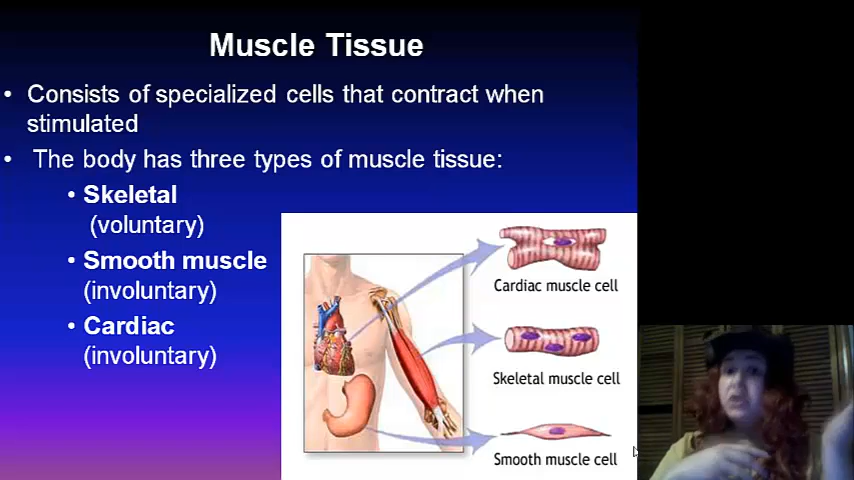 Muscle Tissue
• Consists of specialized cells that contract when
stimulated
• The body has three types of muscle tissue:
• Skeletal
(voluntary)
• Smooth muscle
(involuntary)
• Cardiac
(involuntary)
Cardiac muscle cell
Skeletal muscle cell
Smooth muscle cell